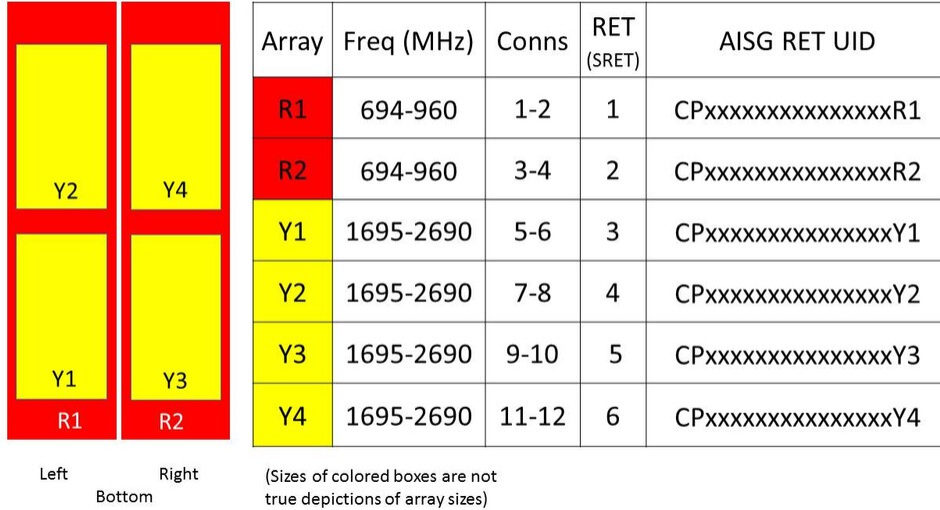 Y2
Y4
Y1
Y3
R1
R2
Left
Right
Bottom
Array Freq (MHz) Conns RET (SRET) AISG RET UID
R1 694-960 1-2 1 CPxxxxxxxxxxxxxxxR1
R2 694-960 3-4 2 CPxxxxxxxxxxxxxxxR2
Y1 1695-2690 5-6 3 CPxxxxxxxxxxxxxxxY1
Y2 1695-2690 7-8 4 CPxxxxxxxxxxxxxxxY2
Y3 1695-2690 9-10 5 CPxxxxxxxxxxxxxxxY3
Y4 1695-2690 11-12 6 CPxxxxxxxxxxxxxxxY4
(Sizes of colored boxes are not
true depictions of array sizes)